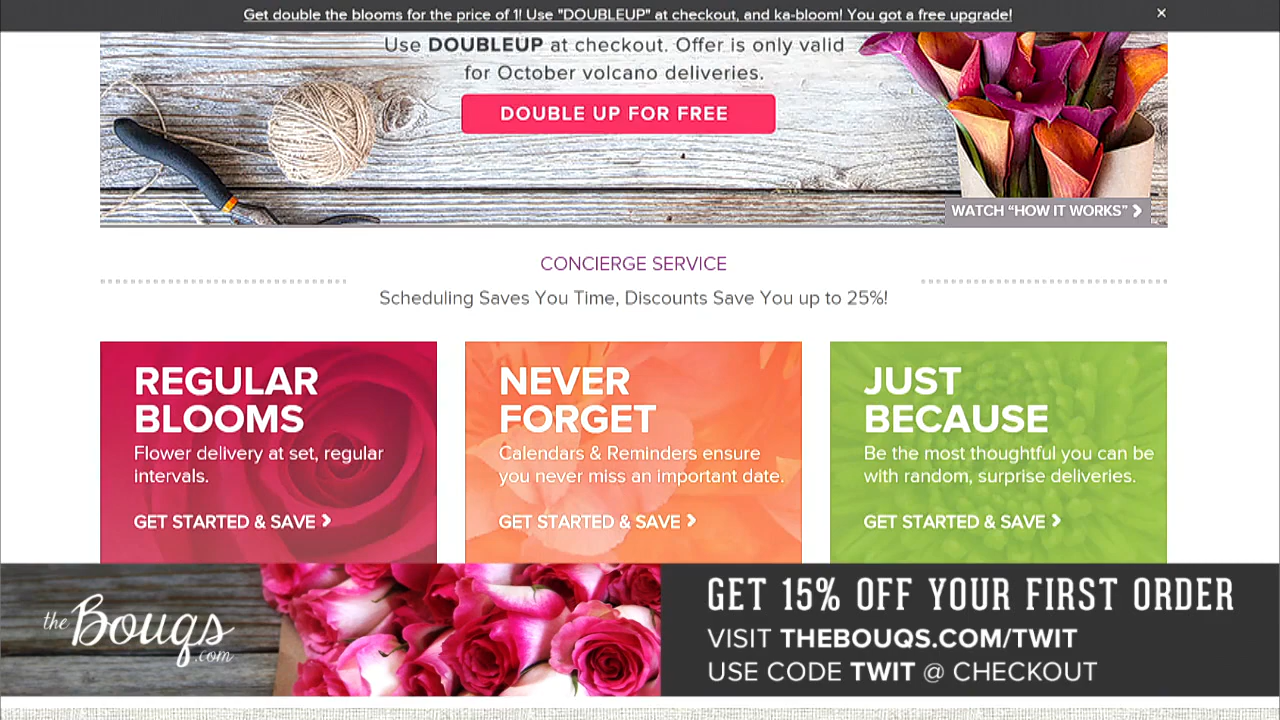 Get double the blooms for the price of 1! Use "DOUBLEUP" at checkout, and ka-bloom! You got a free upgrade!
×
Use DOUBLEUP at checkout. Offer is only valid
for October volcano deliveries.
DOUBLE UP FOR FREE
WATCH “HOW IT WORKS”
CONCIERGE SERVICE
Scheduling Saves You Time, Discounts Save You up to 25%!
REGULAR
BLOOMS
Flower delivery at set, regular
intervals.
GET STARTED & SAVE
NEVER
FORGET
Calendars & Reminders ensure
you never miss an important date.
GET STARTED & SAVE
JUST
BECAUSE
Be the most thoughtful you can be
with random, surprise deliveries.
GET STARTED & SAVE
the Bouqs
.com
GET 15% OFF YOUR FIRST ORDER
VISIT THEBOUQS.COM/TWIT
USE CODE TWIT @ CHECKOUT